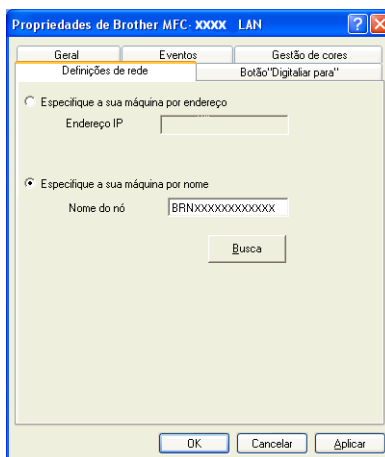 Propriedades de Brother MFC- XXXX LAN
Geral Eventos Gestão de cores
Definições de rede Botão"Digitaliar para"
Especifique a sua máquina por endereço
Endereço IP
Especifique a sua máquina por nome
Nome do nó BRNXXXXXXXXXXXX
Busca
OK Cancelar Aplicar